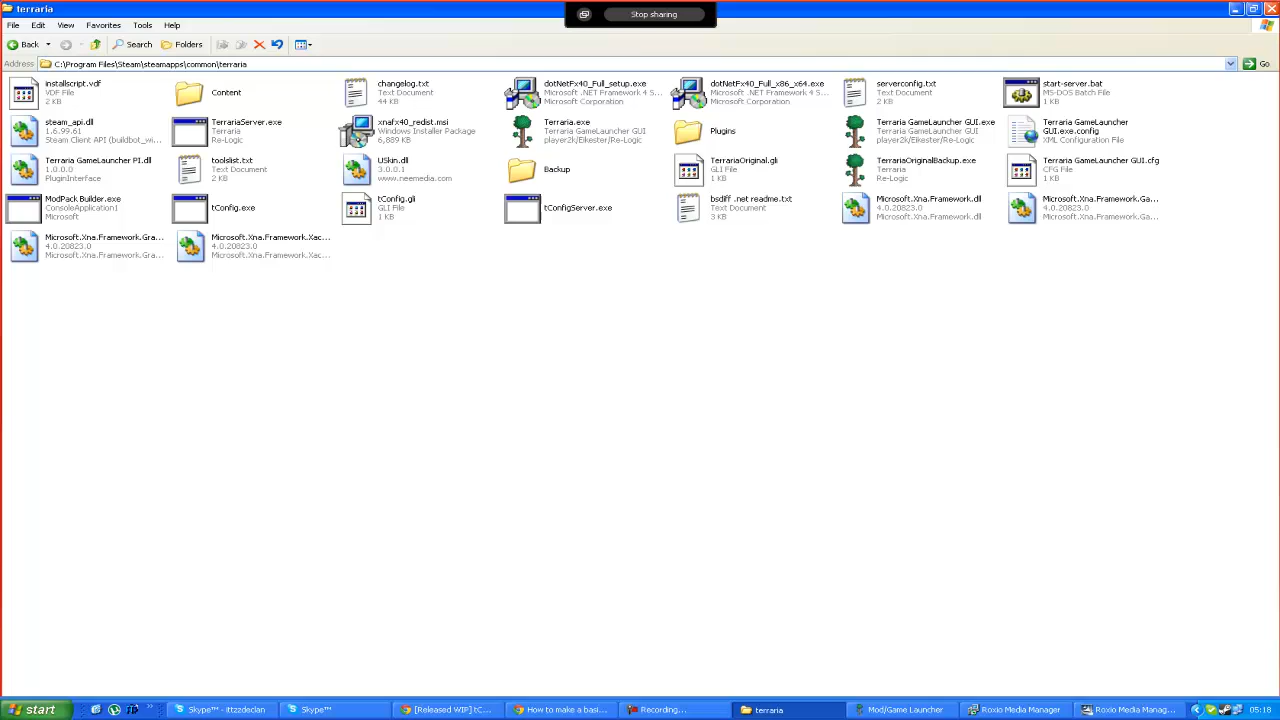 terraria
Stop sharing
File Edit View Favorites Tools Help
Back Search Folders
Address C:\Program Files\Steam\steamapps\common\terraria Go
installscript.vdf
VDF File
2 KB
Content
changelog.txt
Text Document
44 KB
dotNetFx40_Full_setup.exe
Microsoft .NET Framework 4 S...
Microsoft Corporation
dotNetFx40_Full_x86_x64.exe
Microsoft .NET Framework 4 S...
Microsoft Corporation
serverconfig.txt
Text Document
2 KB
start-server.bat
MS-DOS Batch File
1 KB
steam_api.dll
1.6.99.61
Steam Client API (buildbot_wi...
TerrariaServer.exe
Terraria
Re-Logic
xnafx40_redist.msi
Windows Installer Package
6,889 KB
Terraria.exe
Terraria GameLauncher GUI
player2k/Eikester/Re-Logic
Plugins
Terraria GameLauncher GUI.exe
Terraria GameLauncher GUI
player2k/Eikester/Re-Logic
Terraria GameLauncher
GUI.exe.config
XML Configuration File
Terraria GameLauncher PI.dll
1.0.0.0
PluginInterface
toolslist.txt
Text Document
2 KB
USkin.dll
3.0.0.1
www.neemedia.com
Backup
TerrariaOriginal.gli
GLI File
1 KB
TerrariaOriginalBackup.exe
Terraria
Re-Logic
Terraria GameLauncher GUI.cfg
CFG File
1 KB
ModPack Builder.exe
ConsoleApplication1
Microsoft
tConfig.exe
tConfig.gli
GLI File
1 KB
tConfigServer.exe
bsdiff .net readme.txt
Text Document
3 KB
Microsoft.Xna.Framework.dll
4.0.20823.0
Microsoft.Xna.Framework.dll
Microsoft.Xna.Framework.Ga...
4.0.20823.0
Microsoft.Xna.Framework.Ga...
Microsoft.Xna.Framework.Gra...
4.0.20823.0
Microsoft.Xna.Framework.Gra...
Microsoft.Xna.Framework.Xac...
4.0.20823.0
Microsoft.Xna.Framework.Xac...
start Skype™ - ittzzdeclan Skype™ [Released WIP] tC... How to make a basi... Recording... terraria Mod/Game Launcher Roxio Media Manager Roxio Media Manag... 05:18